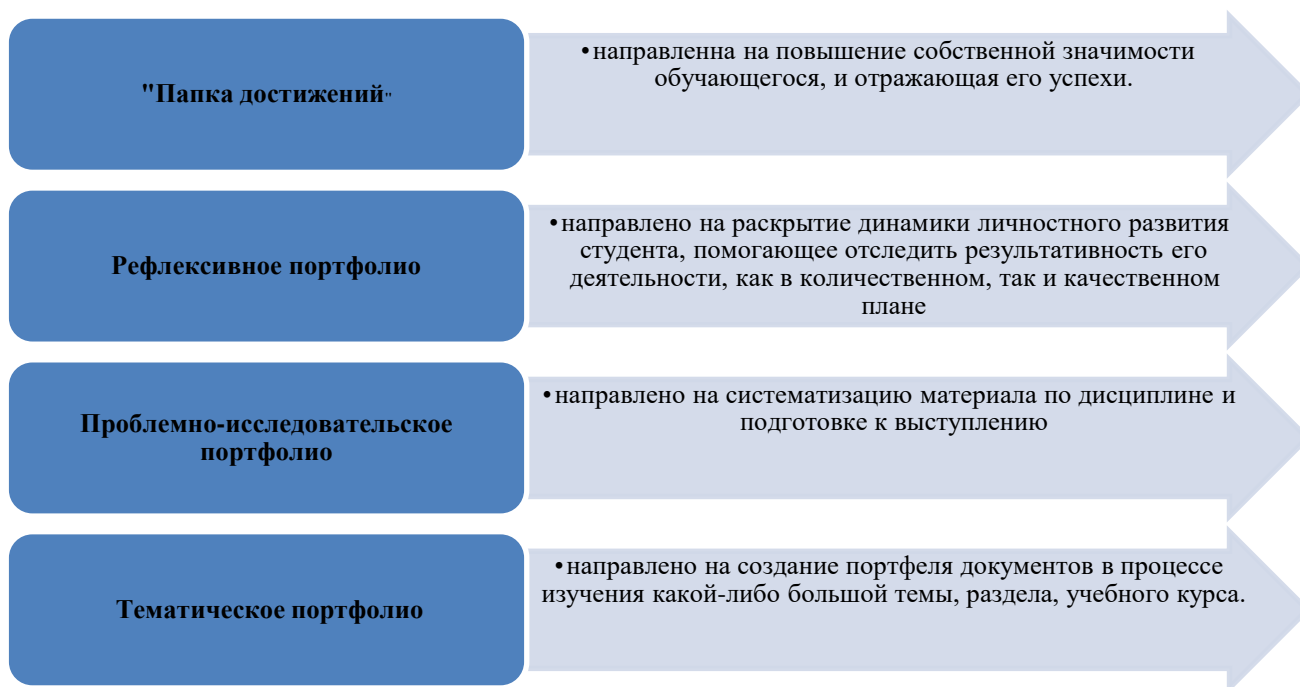 "Папка достижений"
•направленна на повышение собственной значимости
обучающегося, и отражающая его успехи.
Рефлексивное портфолио
•направлено на раскрытие динамики личностного развития
студента, помогающее отследить результативность его
деятельности, как в количественном, так и качественном
плане
Проблемно-исследовательское
портфолио
•направлено на систематизацию материала по дисциплине и
подготовке к выступлению
Тематическое портфолио
•направлено на создание портфеля документов в процессе
изучения какой-либо большой темы, раздела, учебного курса.